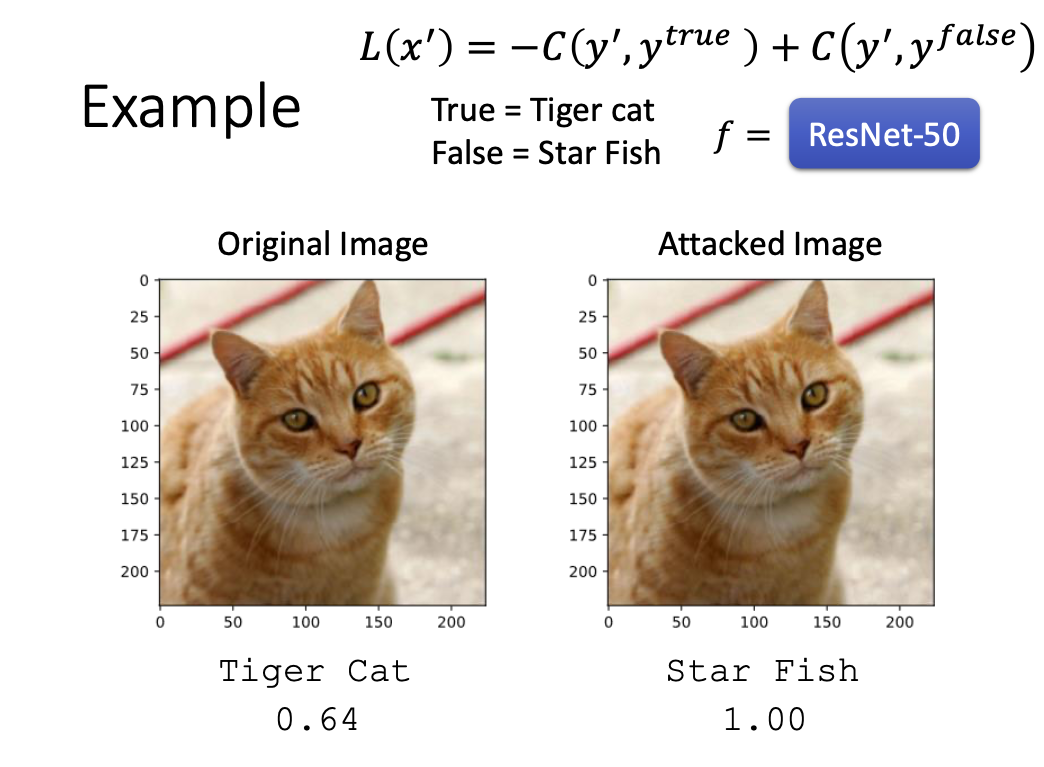 L(x′) = −C(y′, y^true ) + C(y′, y^false)
Example
True = Tiger cat
False = Star Fish
f =
ResNet-50
Original Image
Attacked Image
0
25
50
75
100
125
150
175
200
0 50 100 150 200
0
25
50
75
100
125
150
175
200
0 50 100 150 200
Tiger Cat
0.64
Star Fish
1.00